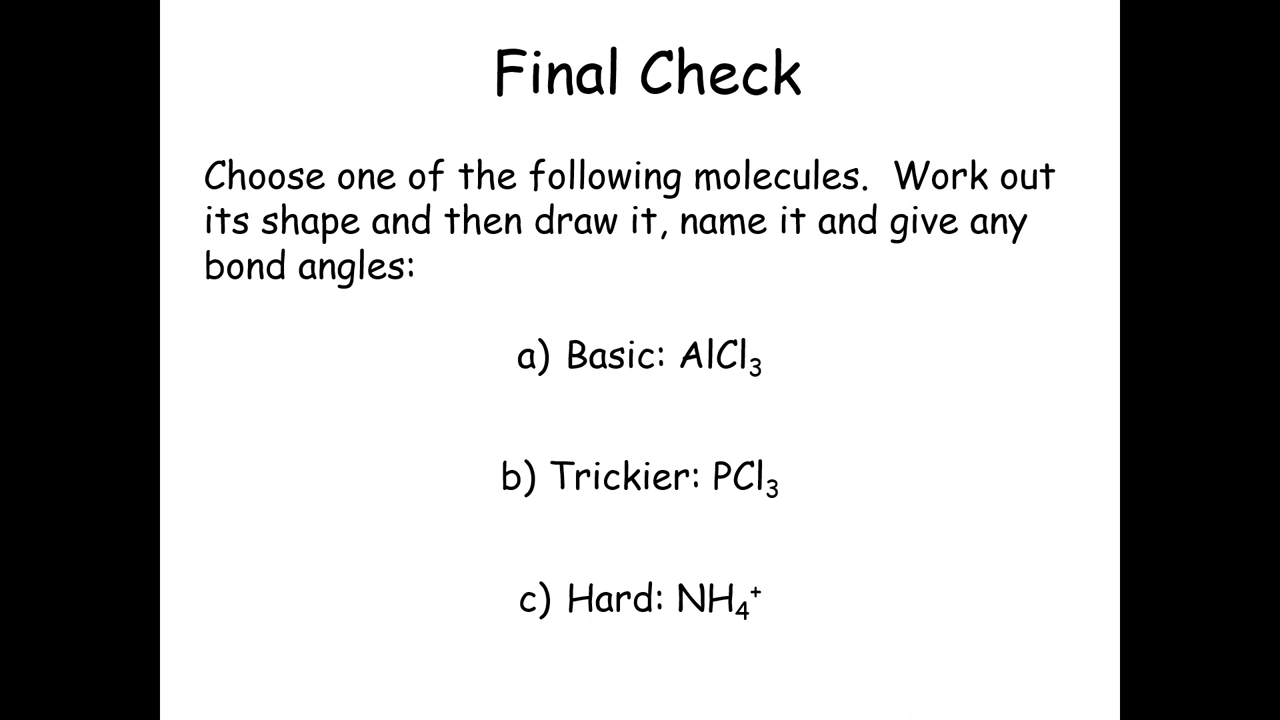 Final Check
Choose one of the following molecules.  Work out
its shape and then draw it, name it and give any
bond angles:
a) Basic: AlCl₃
b) Trickier: PCl₃
c) Hard: NH₄⁺